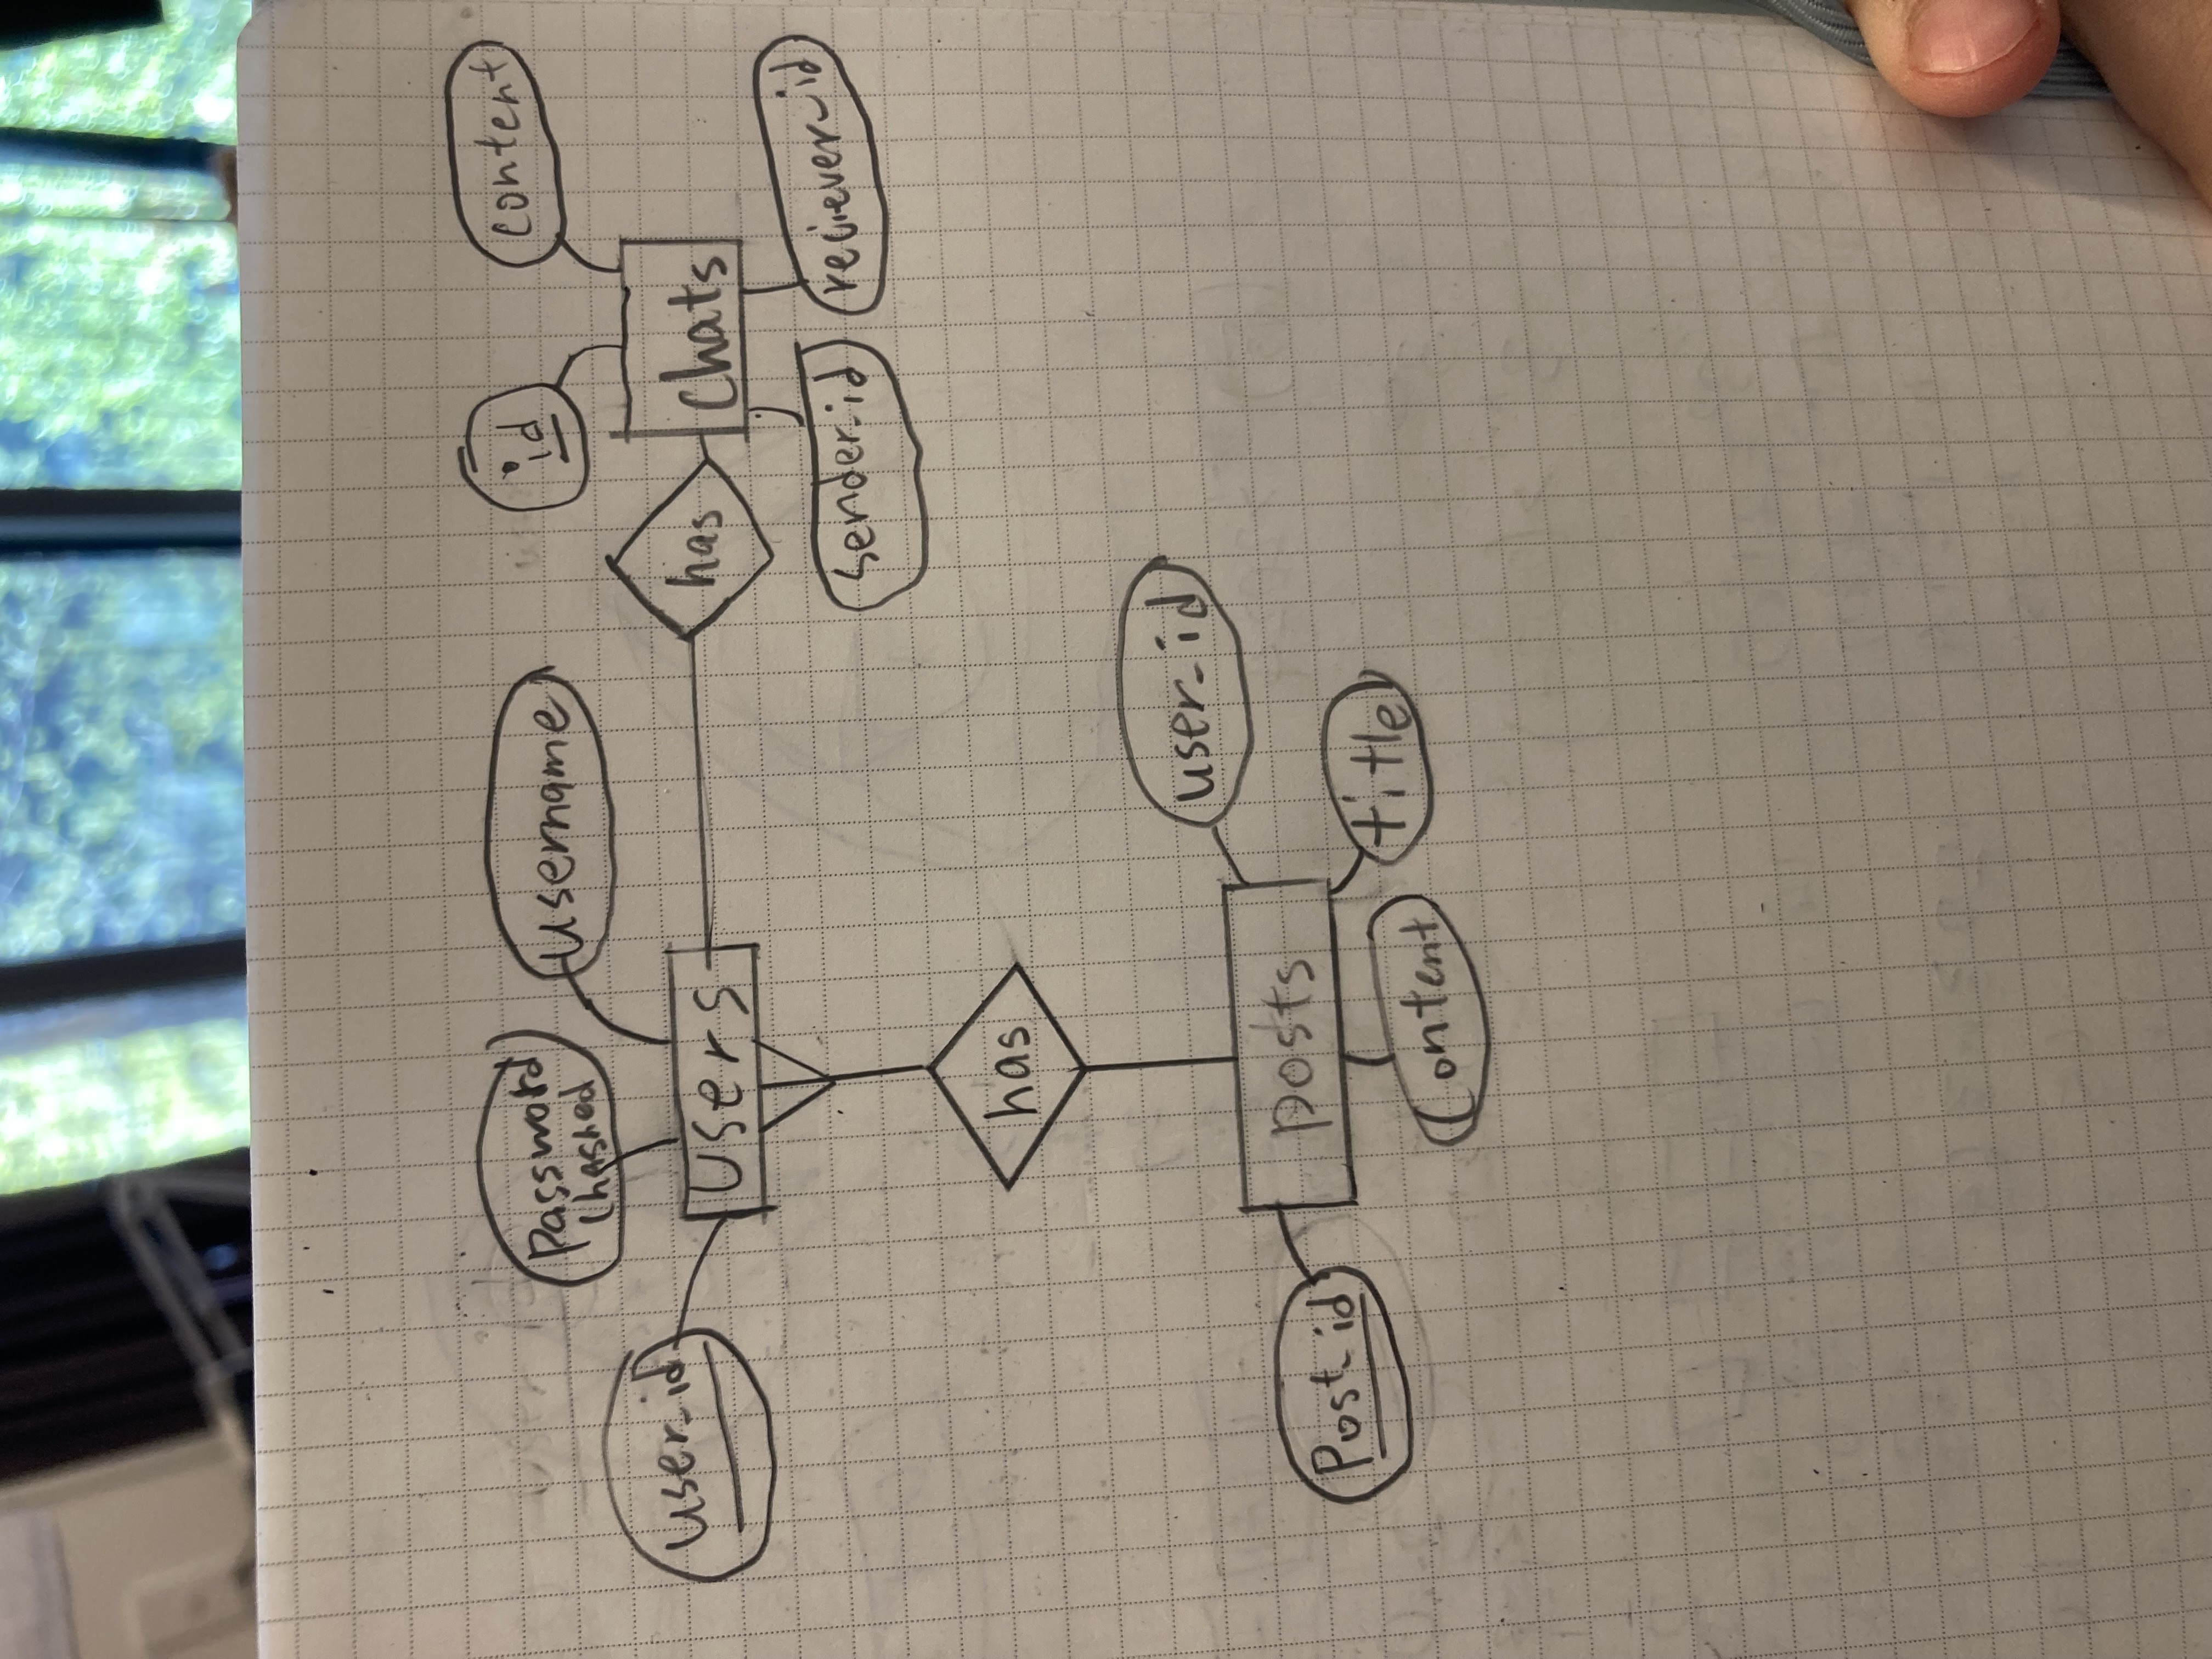 Password
(hashed
username
id
content
user_id
users
has
chats
sender_id
reciever_id
has
user_id
posts
Post_id
title
Content